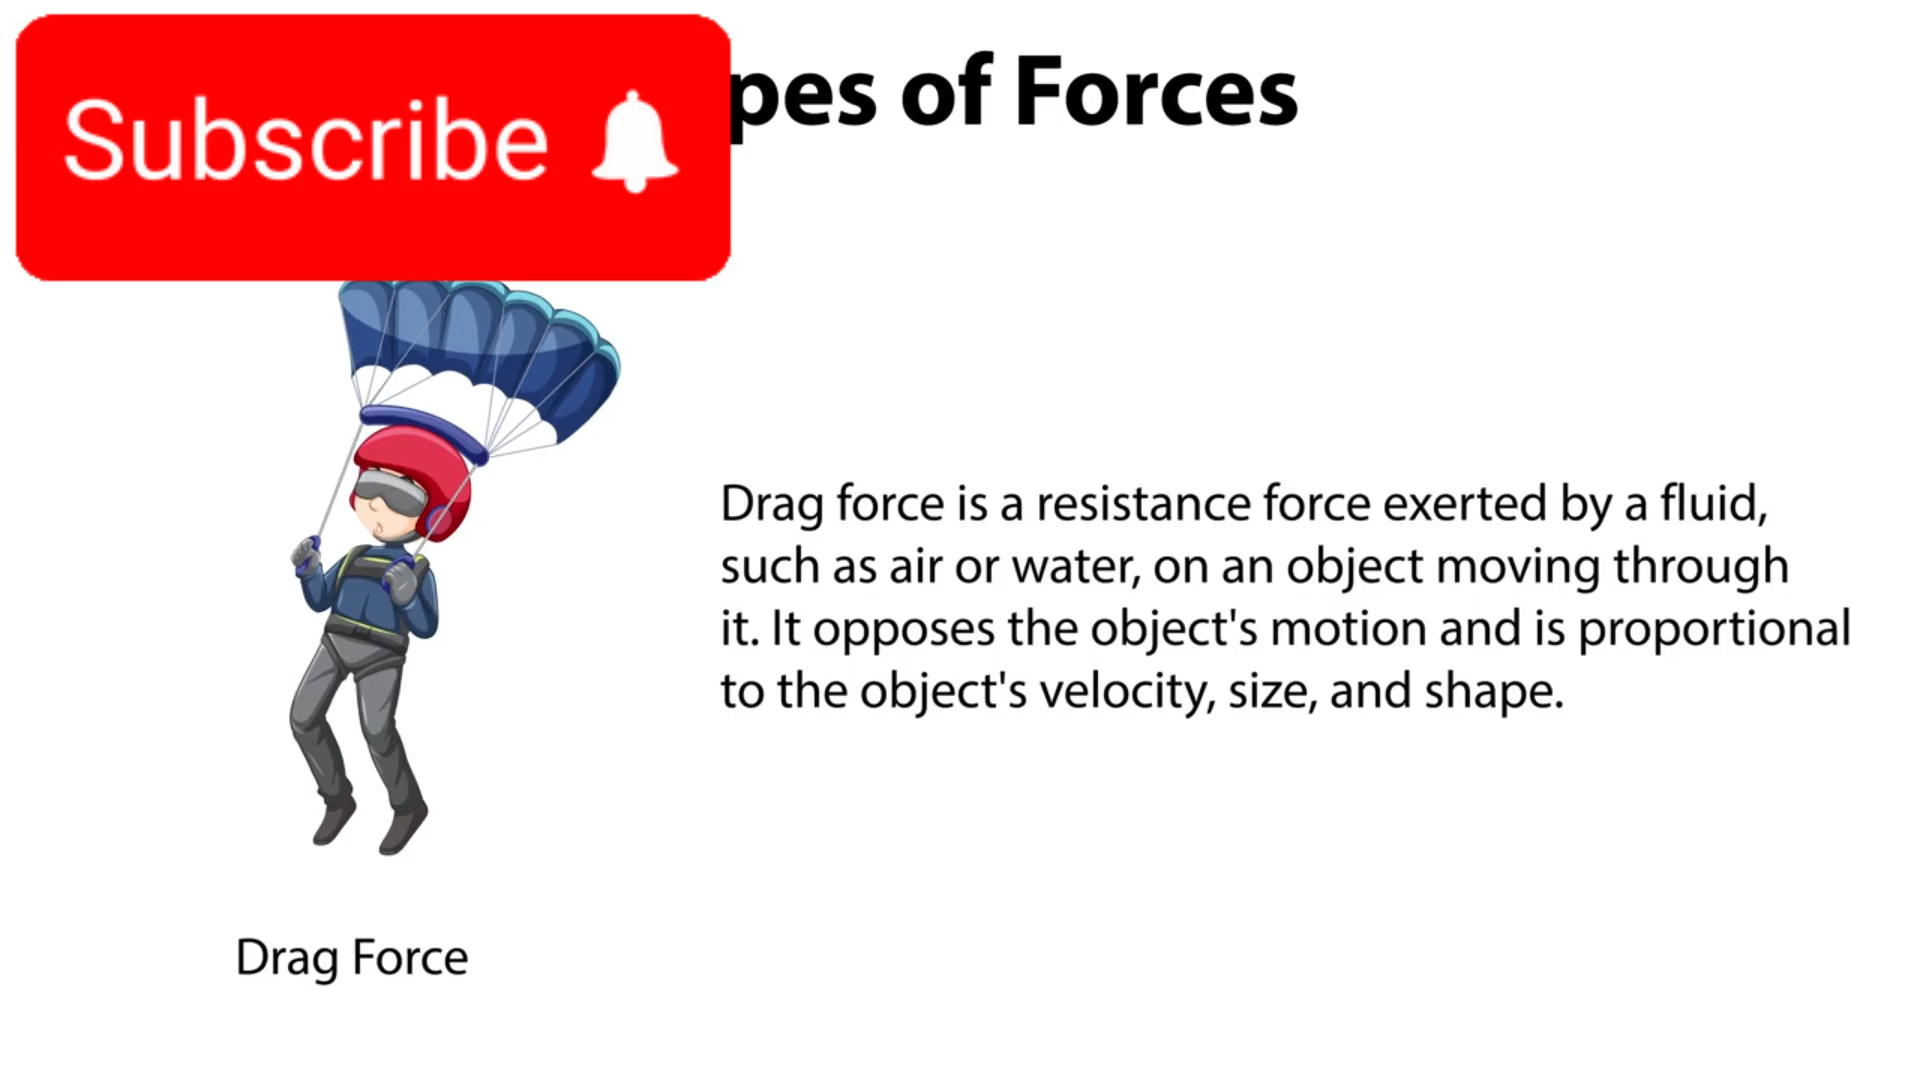 Subscribe
pes of Forces
Drag force is a resistance force exerted by a fluid,
such as air or water, on an object moving through
it. It opposes the object's motion and is proportional
to the object's velocity, size, and shape.
Drag Force